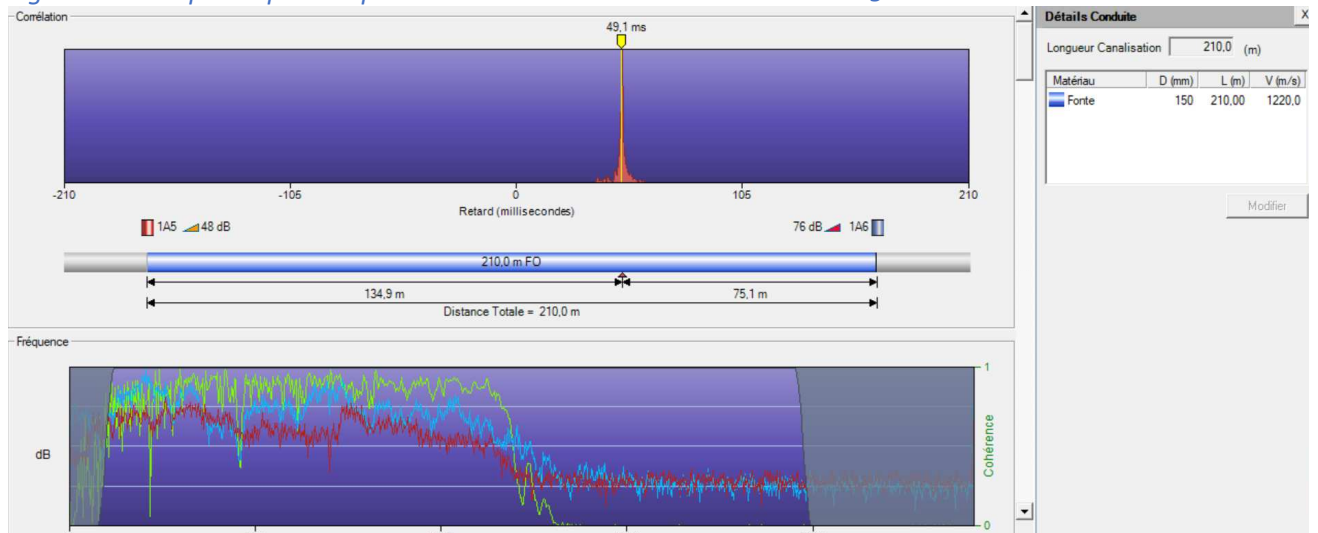 Corrélation
49,1 ms
-210 -105 0 105 210
Retard (millisecondes)
1A5 48 dB 76 dB 1A6
210,0 m FO
134,9 m 75,1 m
Distance Totale = 210,0 m
Fréquence
dB
1
Cohérence
0
Détails Conduite X
Longueur Canalisation 210,0 (m)
Matériau D (mm) L (m) V (m/s)
Fonte 150 210,00 1220,0
Modifier